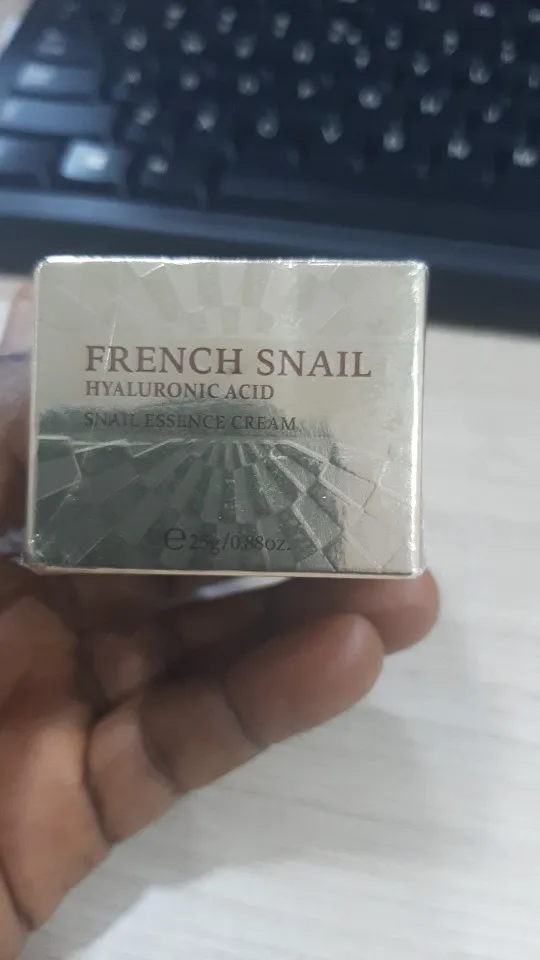 FRENCH SNAIL
HYALURONIC ACID
SNAIL ESSENCE CREAM
℮ 25g/0.88oz.